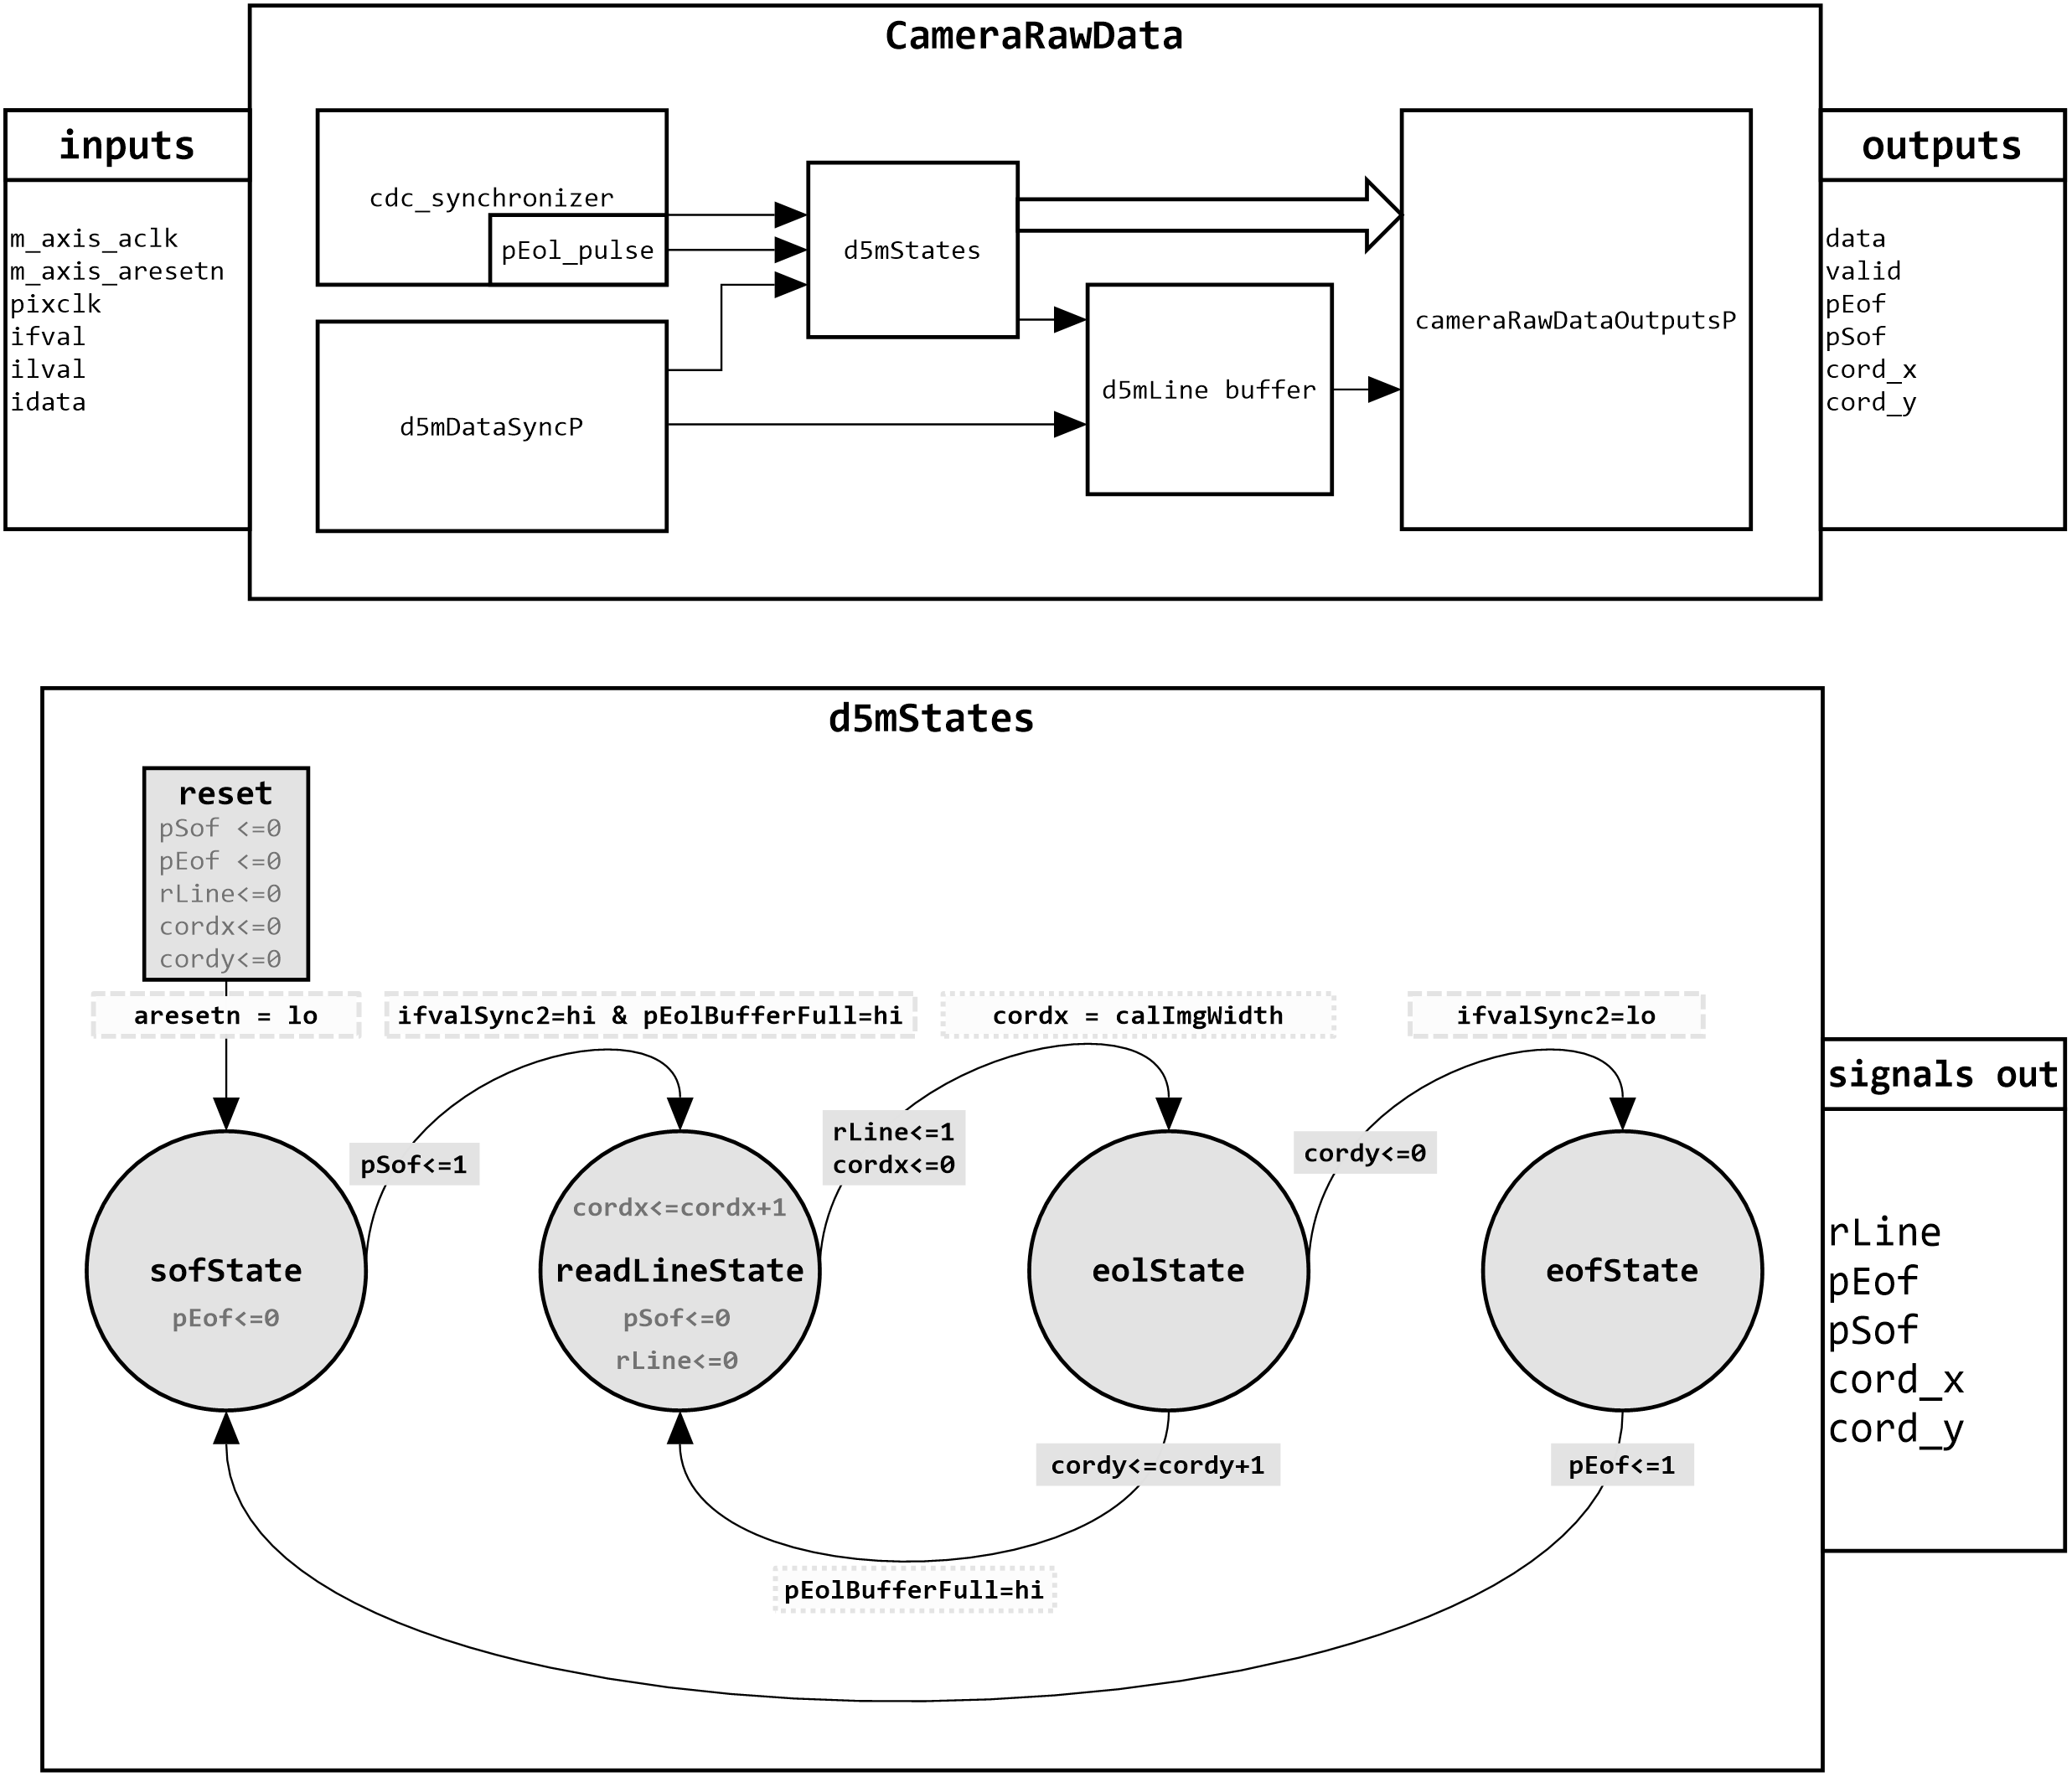 CameraRawData
inputs
m_axis_aclk
m_axis_aresetn
pixclk
ifval
ilval
idata
cdc_synchronizer
pEol_pulse
d5mDataSyncP
d5mStates
d5mLine buffer
cameraRawDataOutputsP
outputs
data
valid
pEof
pSof
cord_x
cord_y
d5mStates
reset
pSof <=0
pEof <=0
rLine<=0
cordx<=0
cordy<=0
aresetn = lo
ifvalSync2=hi & pEolBufferFull=hi
cordx = calImgWidth
ifvalSync2=lo
pSof<=1
rLine<=1
cordx<=0
cordy<=0
sofState
pEof<=0
cordx<=cordx+1
readLineState
pSof<=0
rLine<=0
eolState
eofState
cordy<=cordy+1
pEof<=1
pEolBufferFull=hi
signals out
rLine
pEof
pSof
cord_x
cord_y